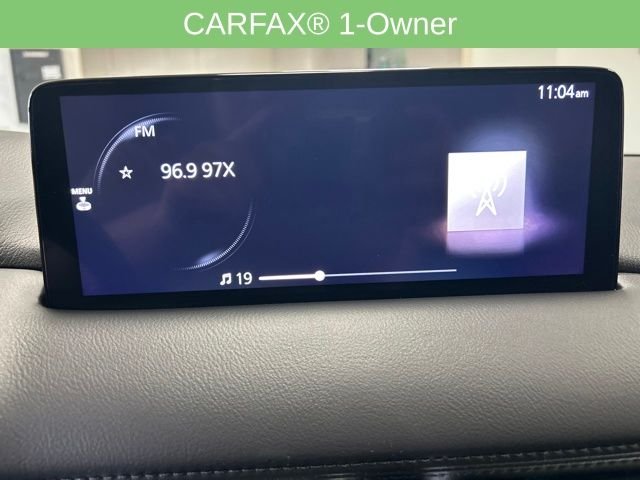 CARFAX® 1-Owner
11:04am
FM
96.9 97X
MENU
19